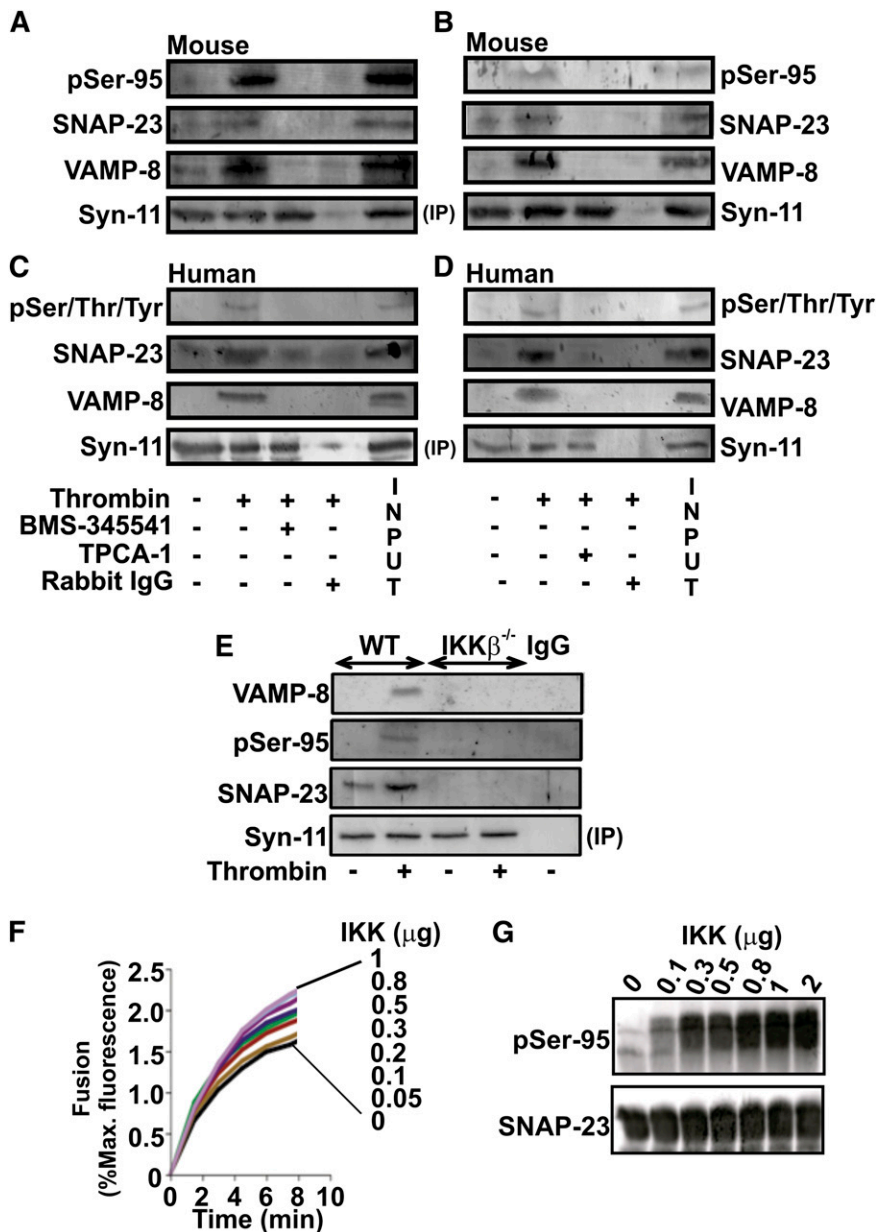 A
Mouse
pSer-95
SNAP-23
VAMP-8
Syn-11
(IP)
B
Mouse
pSer-95
SNAP-23
VAMP-8
Syn-11
C
Human
pSer/Thr/Tyr
SNAP-23
VAMP-8
Syn-11
(IP)
D
Human
pSer/Thr/Tyr
SNAP-23
VAMP-8
Syn-11
Thrombin - + + + - + + +
BMS-345541 - - + - - - - -
TPCA-1 - - - - - - + -
Rabbit IgG - - - + - - - +
INPUT
INPUT
E
WT IKKβ-/- IgG
VAMP-8
pSer-95
SNAP-23
Syn-11 (IP)
Thrombin - + - + -
F
IKK (μg)
1
0.8
0.5
0.3
0.2
0.1
0.05
0
Fusion
(%Max. fluorescence)
2.5
2.0
1.5
1.0
0.5
0
0 2 4 6 8 10
Time (min)
G
IKK (μg)
0 0.1 0.3 0.5 0.8 1 2
pSer-95
SNAP-23